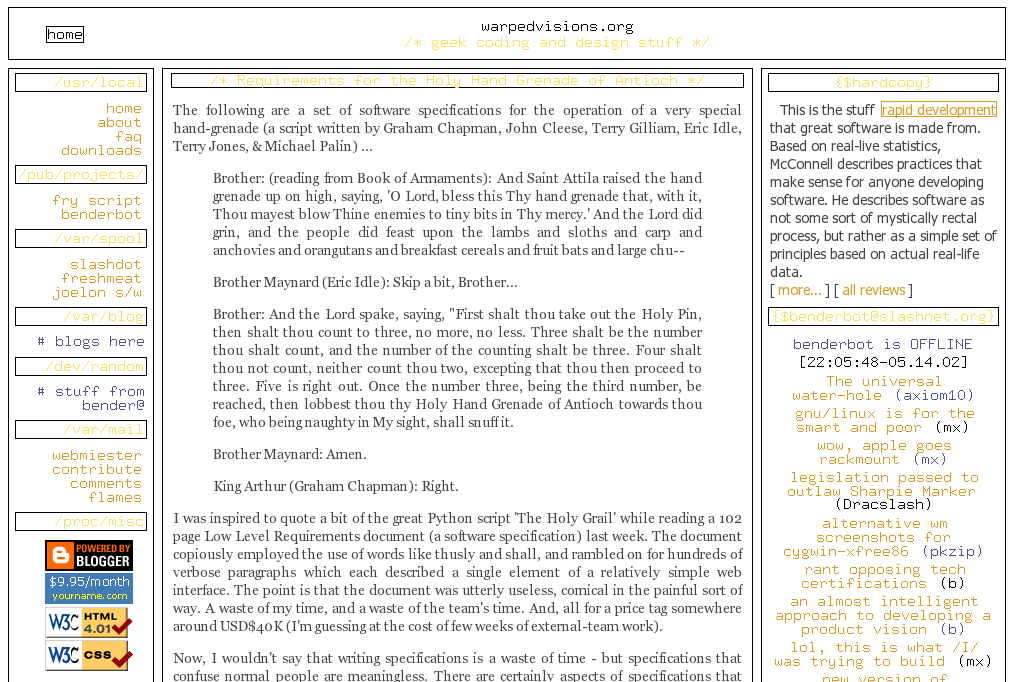 home
warpedvisions.org
/* geek coding and design stuff */
/usr/local
home
about
faq
downloads
/pub/projects/
fry script
benderbot
/var/spool
slashdot
freshmeat
joelon s/w
/var/blog
# blogs here
/dev/random
# stuff from
bender@
/var/mail
webmiester
contribute
comments
flames
/proc/misc
POWERED BY
BLOGGER
$9.95/month
yourname.com
W3C HTML 4.01
W3C CSS
/* Requirements for the Holy Hand Grenade of Antioch */
The following are a set of software specifications for the operation of a very special
hand-grenade (a script written by Graham Chapman, John Cleese, Terry Gilliam, Eric Idle,
Terry Jones, & Michael Palin) ...
Brother: (reading from Book of Armaments): And Saint Attila raised the hand
grenade up on high, saying, 'O Lord, bless this Thy hand grenade that, with it,
Thou mayest blow Thine enemies to tiny bits in Thy mercy.' And the Lord did
grin, and the people did feast upon the lambs and sloths and carp and
anchovies and orangutans and breakfast cereals and fruit bats and large chu--
Brother Maynard (Eric Idle): Skip a bit, Brother...
Brother: And the Lord spake, saying, "First shalt thou take out the Holy Pin,
then shalt thou count to three, no more, no less. Three shalt be the number
thou shalt count, and the number of the counting shalt be three. Four shalt
thou not count, neither count thou two, excepting that thou then proceed to
three. Five is right out. Once the number three, being the third number, be
reached, then lobbest thou thy Holy Hand Grenade of Antioch towards thou
foe, who being naughty in My sight, shall snuff it.
Brother Maynard: Amen.
King Arthur (Graham Chapman): Right.
I was inspired to quote a bit of the great Python script 'The Holy Grail' while reading a 102
page Low Level Requirements document (a software specification) last week. The document
copiously employed the use of words like thusly and shall, and rambled on for hundreds of
verbose paragraphs which each described a single element of a relatively simple web
interface. The point is that the document was utterly useless, comical in the painful sort of
way. A waste of my time, and a waste of the team's time. And, all for a price tag somewhere
around USD$40K (I'm guessing at the cost of few weeks of external-team work).
Now, I wouldn't say that writing specifications is a waste of time - but specifications that
confuse normal people are meaningless. There are certainly aspects of specifications that
{$hardcopy}
This is the stuff rapid development
that great software is made from.
Based on real-live statistics,
McConnell describes practices that
make sense for anyone developing
software. He describes software as
not some sort of mystically rectal
process, but rather as a simple set of
principles based on actual real-life
data.
[ more... ] [ all reviews ]
{$benderbot@slashnet.org}
benderbot is OFFLINE
[22:05:48-05.14.02]
The universal
water-hole (axiom10)
gnu/linux is for the
smart and poor (mx)
wow, apple goes
rackmount (mx)
legislation passed to
outlaw Sharpie Marker
(Dracslash)
alternative wm
screenshots for
cygwin-xfree86 (pkzip)
rant opposing tech
certifications (b)
an almost intelligent
approach to developing a
product vision (b)
lol, this is what /I/
was trying to build (mx)
new version of